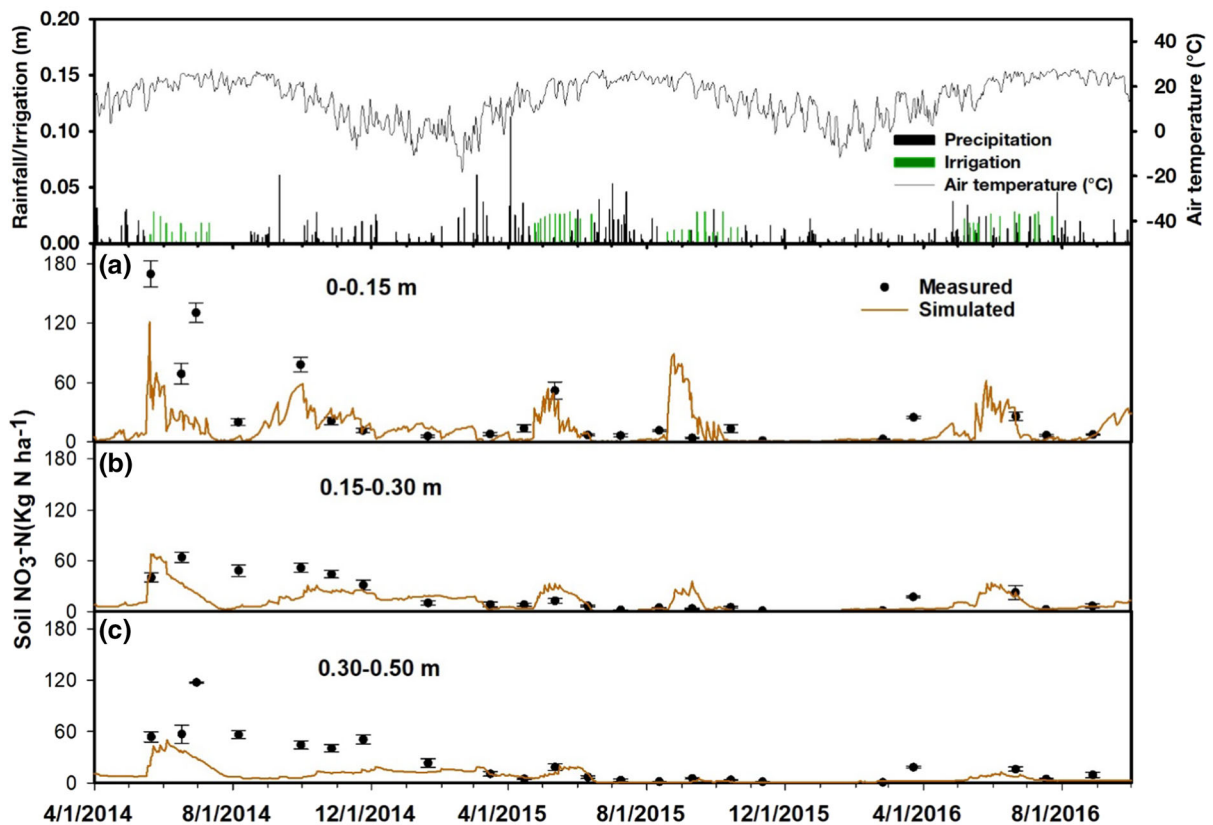 Rainfall/Irrigation (m)
0.20
0.15
0.10
0.05
0.00
40
20
0
-20
-40
Air temperature (°C)
Precipitation
Irrigation
Air temperature (°C)
Soil NO3-N(Kg N ha-1)
(a)
0-0.15 m
Measured
Simulated
180
120
60
0
(b)
0.15-0.30 m
180
120
60
0
(c)
0.30-0.50 m
180
120
60
0
4/1/2014 8/1/2014 12/1/2014 4/1/2015 8/1/2015 12/1/2015 4/1/2016 8/1/2016